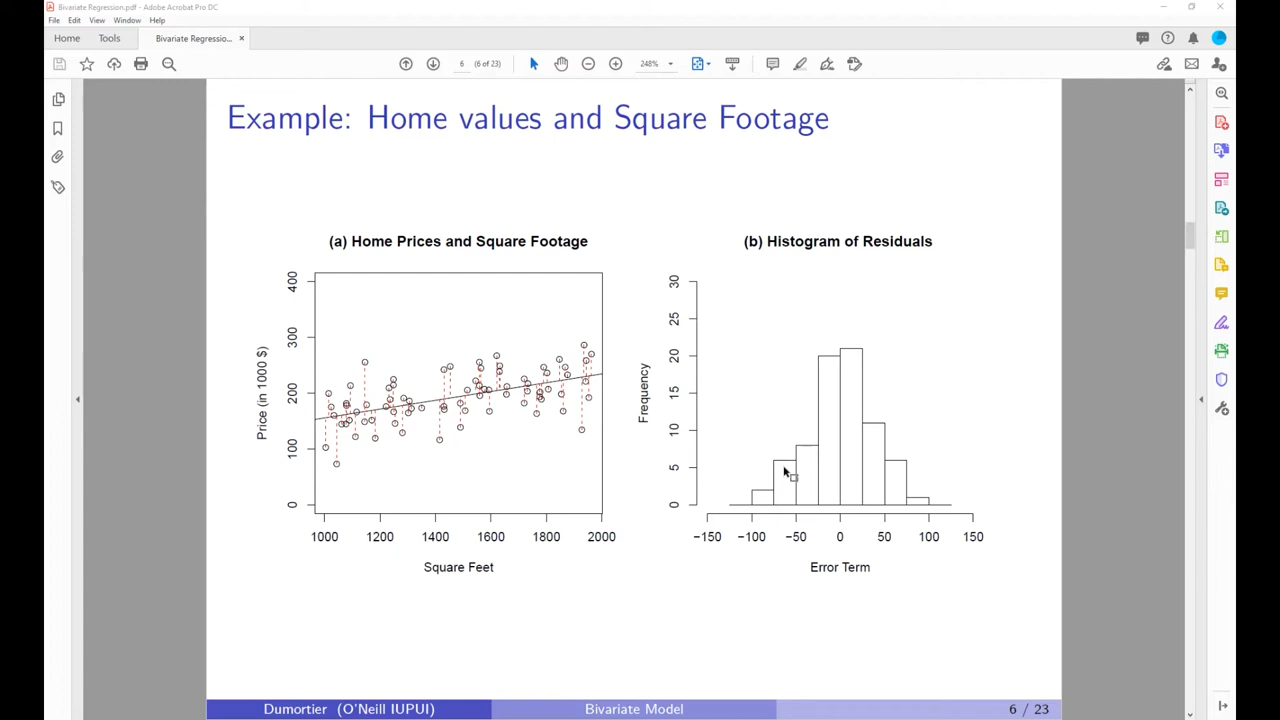 Bivariate Regression.pdf - Adobe Acrobat Pro DC
File Edit View Window Help
Home Tools Bivariate Regressio... ×
6 (6 of 23) 248%
Example: Home values and Square Footage
(a) Home Prices and Square Footage
Price (in 1000 $)
400
300
200
100
0
1000 1200 1400 1600 1800 2000
Square Feet
(b) Histogram of Residuals
Frequency
30
25
20
15
10
5
0
−150 −100 −50 0 50 100 150
Error Term
Dumortier (O'Neill IUPUI) Bivariate Model 6 / 23